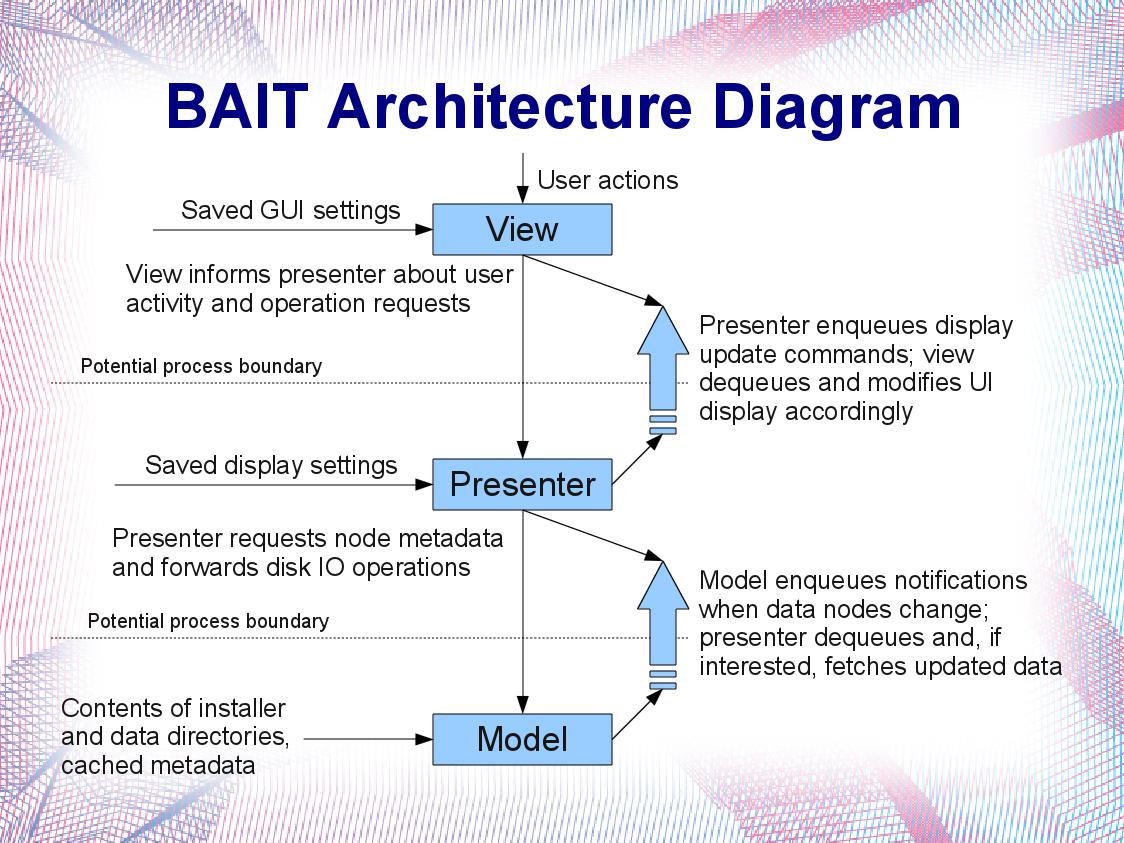 BAIT Architecture Diagram
User actions
Saved GUI settings
View
View informs presenter about user
activity and operation requests
Presenter enqueues display
update commands; view
dequeues and modifies UI
display accordingly
Potential process boundary
Saved display settings
Presenter
Presenter requests node metadata
and forwards disk IO operations
Model enqueues notifications
when data nodes change;
presenter dequeues and, if
interested, fetches updated data
Potential process boundary
Contents of installer
and data directories,
cached metadata
Model